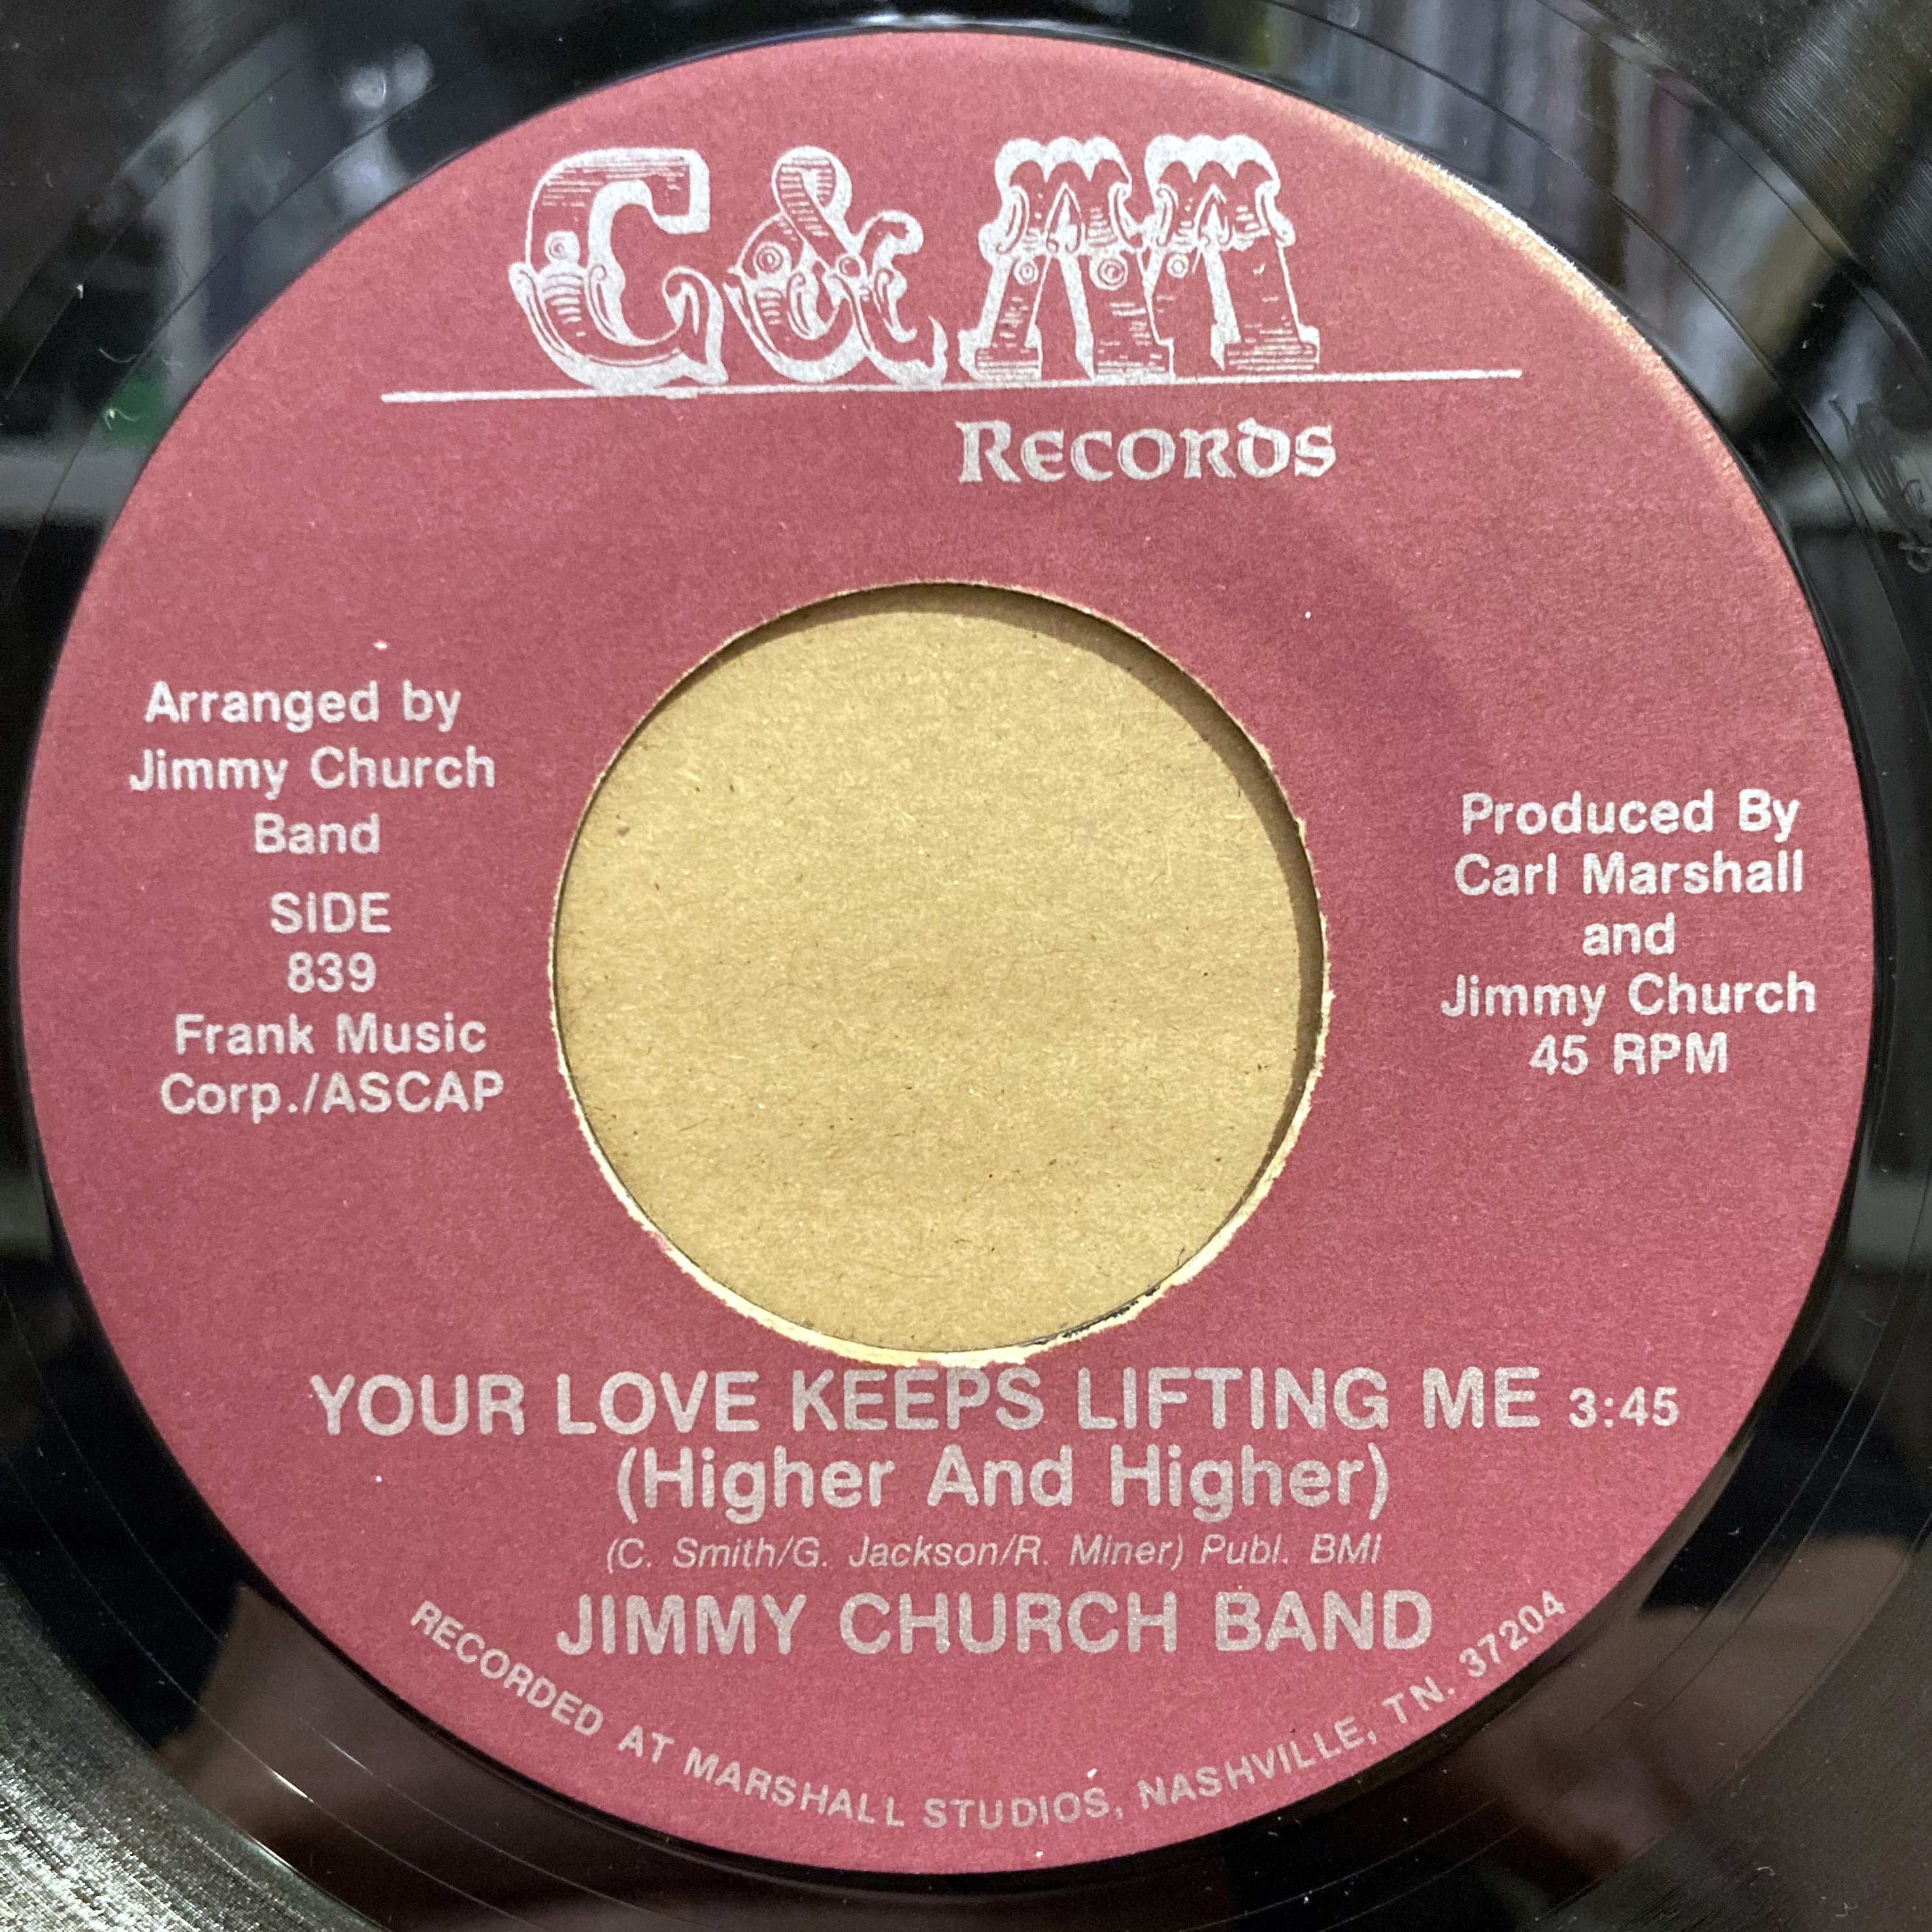 C&M
RECORDS
Arranged by
Jimmy Church
Band
SIDE
839
Frank Music
Corp./ASCAP
Produced By
Carl Marshall
and
Jimmy Church
45 RPM
YOUR LOVE KEEPS LIFTING ME 3:45
(Higher And Higher)
(C. Smith/G. Jackson/R. Miner) Publ. BMI
JIMMY CHURCH BAND
RECORDED AT MARSHALL STUDIOS, NASHVILLE, TN. 37204